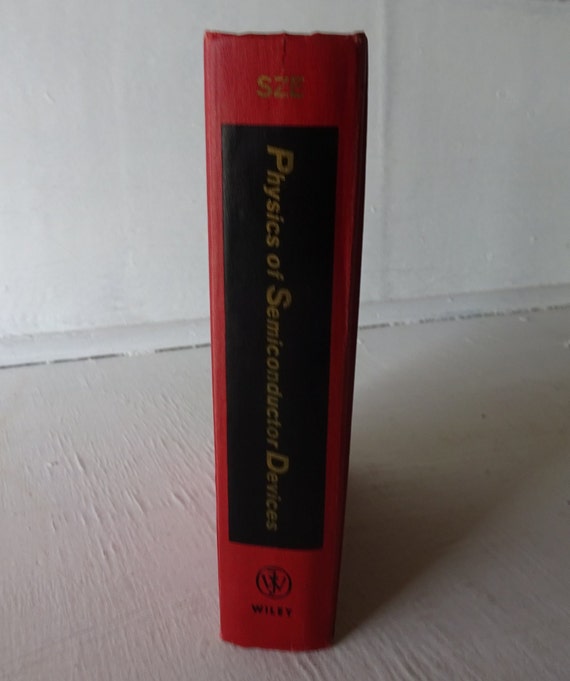 SZE
Physics of Semiconductor Devices
W
WILEY